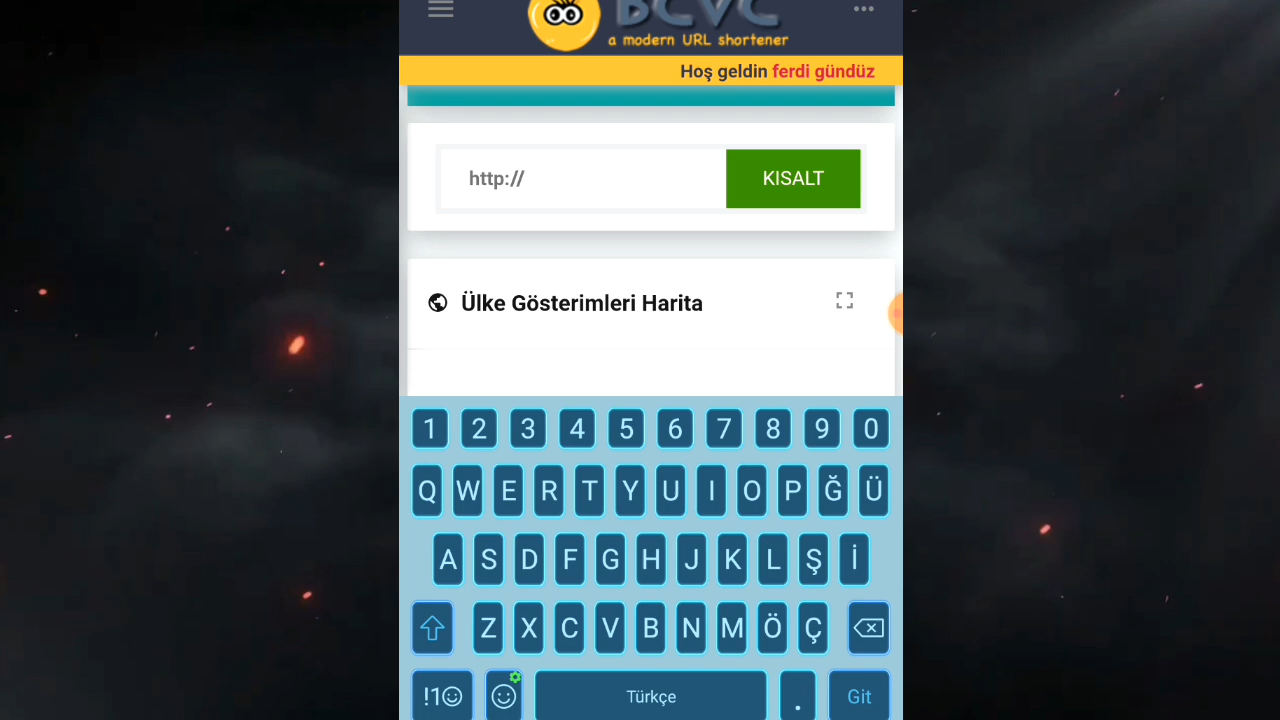 BCVC
a modern URL shortener
Hoş geldin ferdi gündüz
http://
KISALT
Ülke Gösterimleri Harita
1 2 3 4 5 6 7 8 9 0
Q W E R T Y U I O P Ğ Ü
A S D F G H J K L Ş İ
Z X C V B N M Ö Ç
!1☺ Türkçe . Git